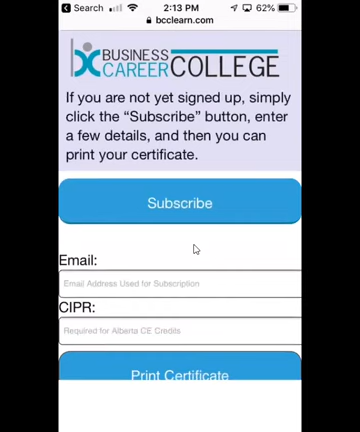 Search 2:13 PM 62%
bcclearn.com
BUSINESS
CAREER COLLEGE
If you are not yet signed up, simply
click the “Subscribe” button, enter
a few details, and then you can
print your certificate.
Subscribe
Email:
Email Address Used for Subscription
CIPR:
Required for Alberta CE Credits
Print Certificate